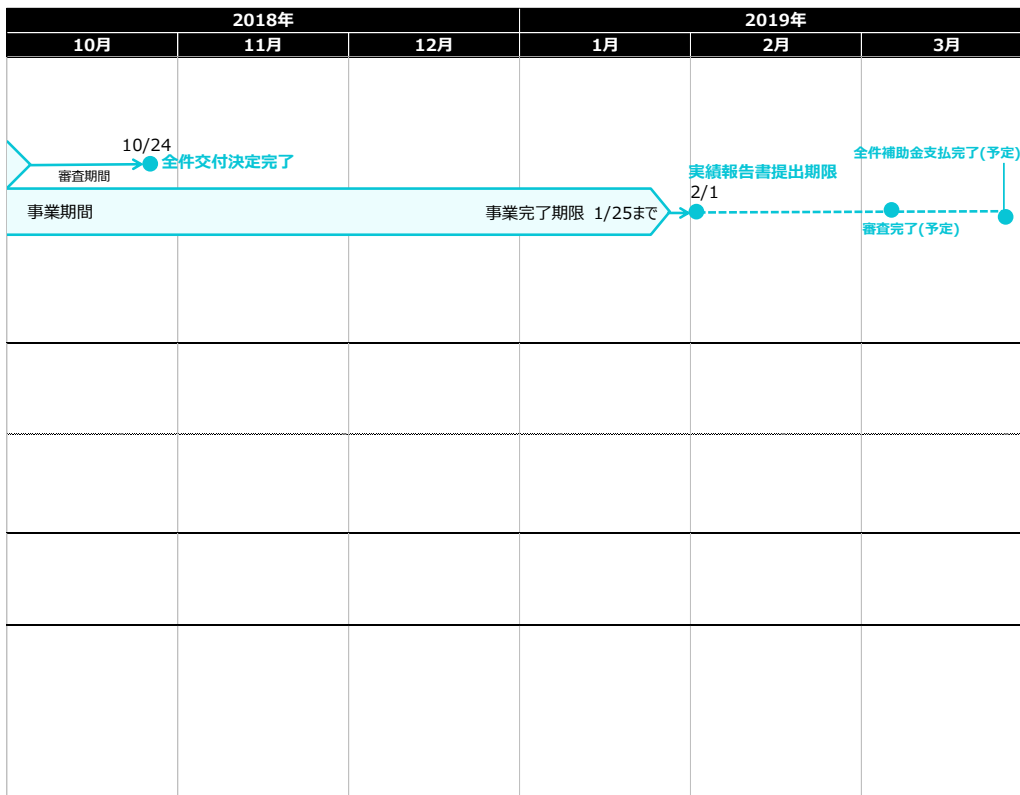 2018年
2019年
10月
11月
12月
1月
2月
3月
10/24
全件交付決定完了
審査期間
全件補助金支払完了(予定)
実績報告書提出期限
2/1
事業期間
事業完了期限 1/25まで
審査完了(予定)